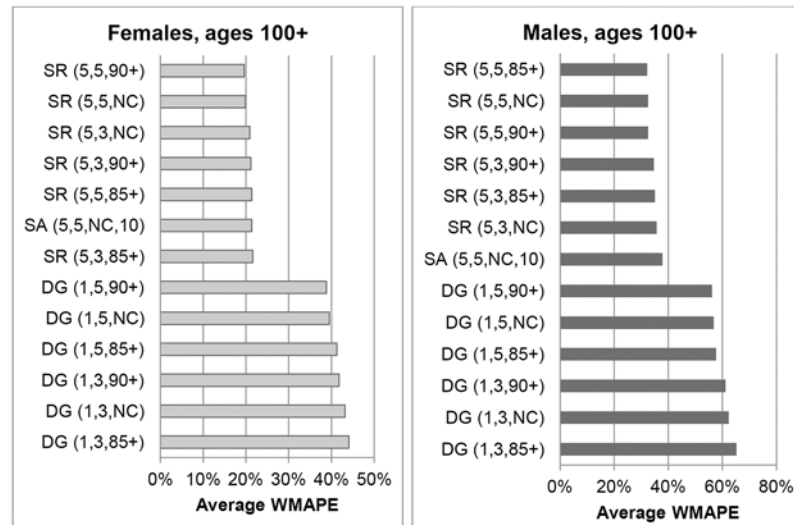 Females, ages 100+
SR (5,5,90+)
SR (5,5,NC)
SR (5,3,NC)
SR (5,3,90+)
SR (5,5,85+)
SA (5,5,NC,10)
SR (5,3,85+)
DG (1,5,90+)
DG (1,5,NC)
DG (1,5,85+)
DG (1,3,90+)
DG (1,3,NC)
DG (1,3,85+)
0% 10% 20% 30% 40% 50%
Average WMAPE
Males, ages 100+
SR (5,5,85+)
SR (5,5,NC)
SR (5,5,90+)
SR (5,3,90+)
SR (5,3,85+)
SR (5,3,NC)
SA (5,5,NC,10)
DG (1,5,90+)
DG (1,5,NC)
DG (1,5,85+)
DG (1,3,90+)
DG (1,3,NC)
DG (1,3,85+)
0% 20% 40% 60% 80%
Average WMAPE